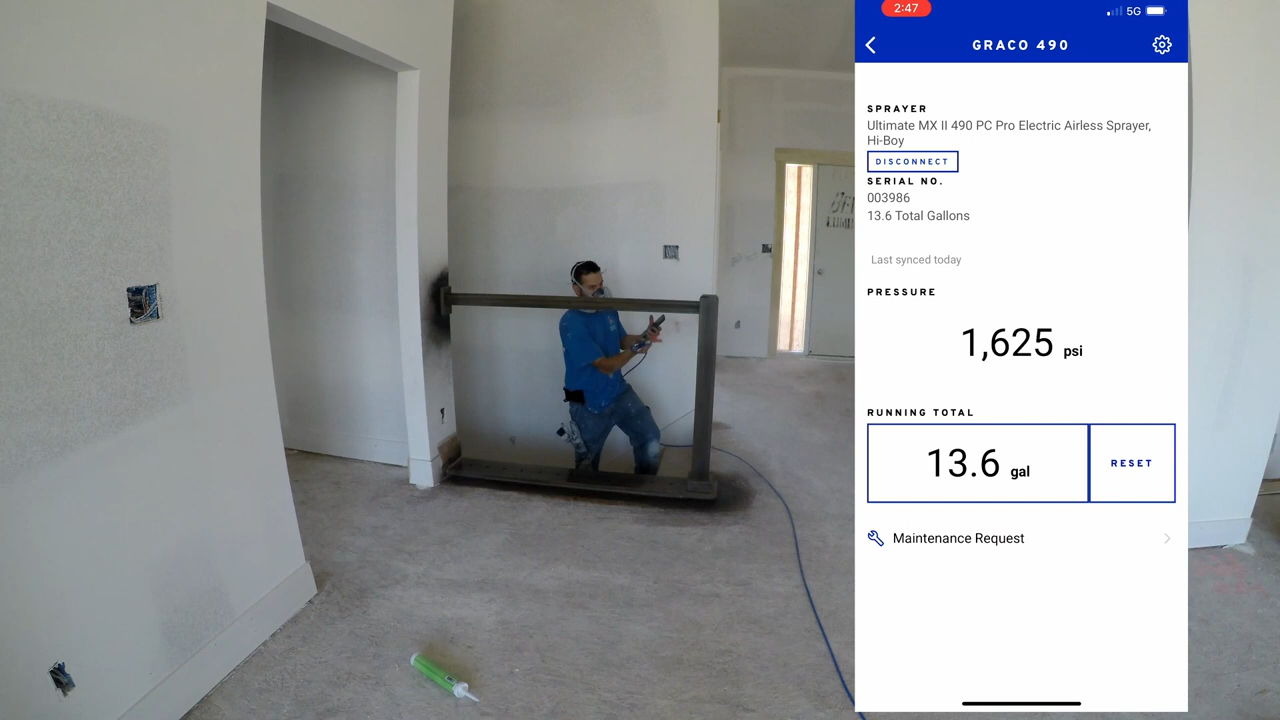 2:47
5G
GRACO 490
SPRAYER
Ultimate MX II 490 PC Pro Electric Airless Sprayer,
Hi-Boy
DISCONNECT
SERIAL NO.
003986
13.6 Total Gallons
Last synced today
PRESSURE
1,625 psi
RUNNING TOTAL
13.6 gal
RESET
Maintenance Request